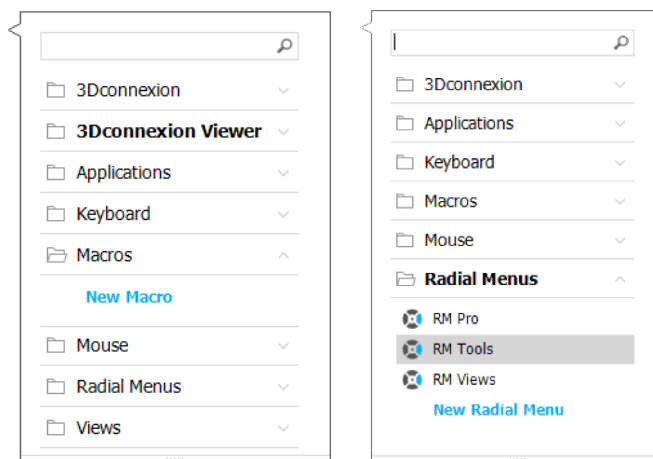 3Dconnexion
3Dconnexion Viewer
Applications
Keyboard
Macros
New Macro
Mouse
Radial Menus
Views
3Dconnexion
Applications
Keyboard
Macros
Mouse
Radial Menus
RM Pro
RM Tools
RM Views
New Radial Menu